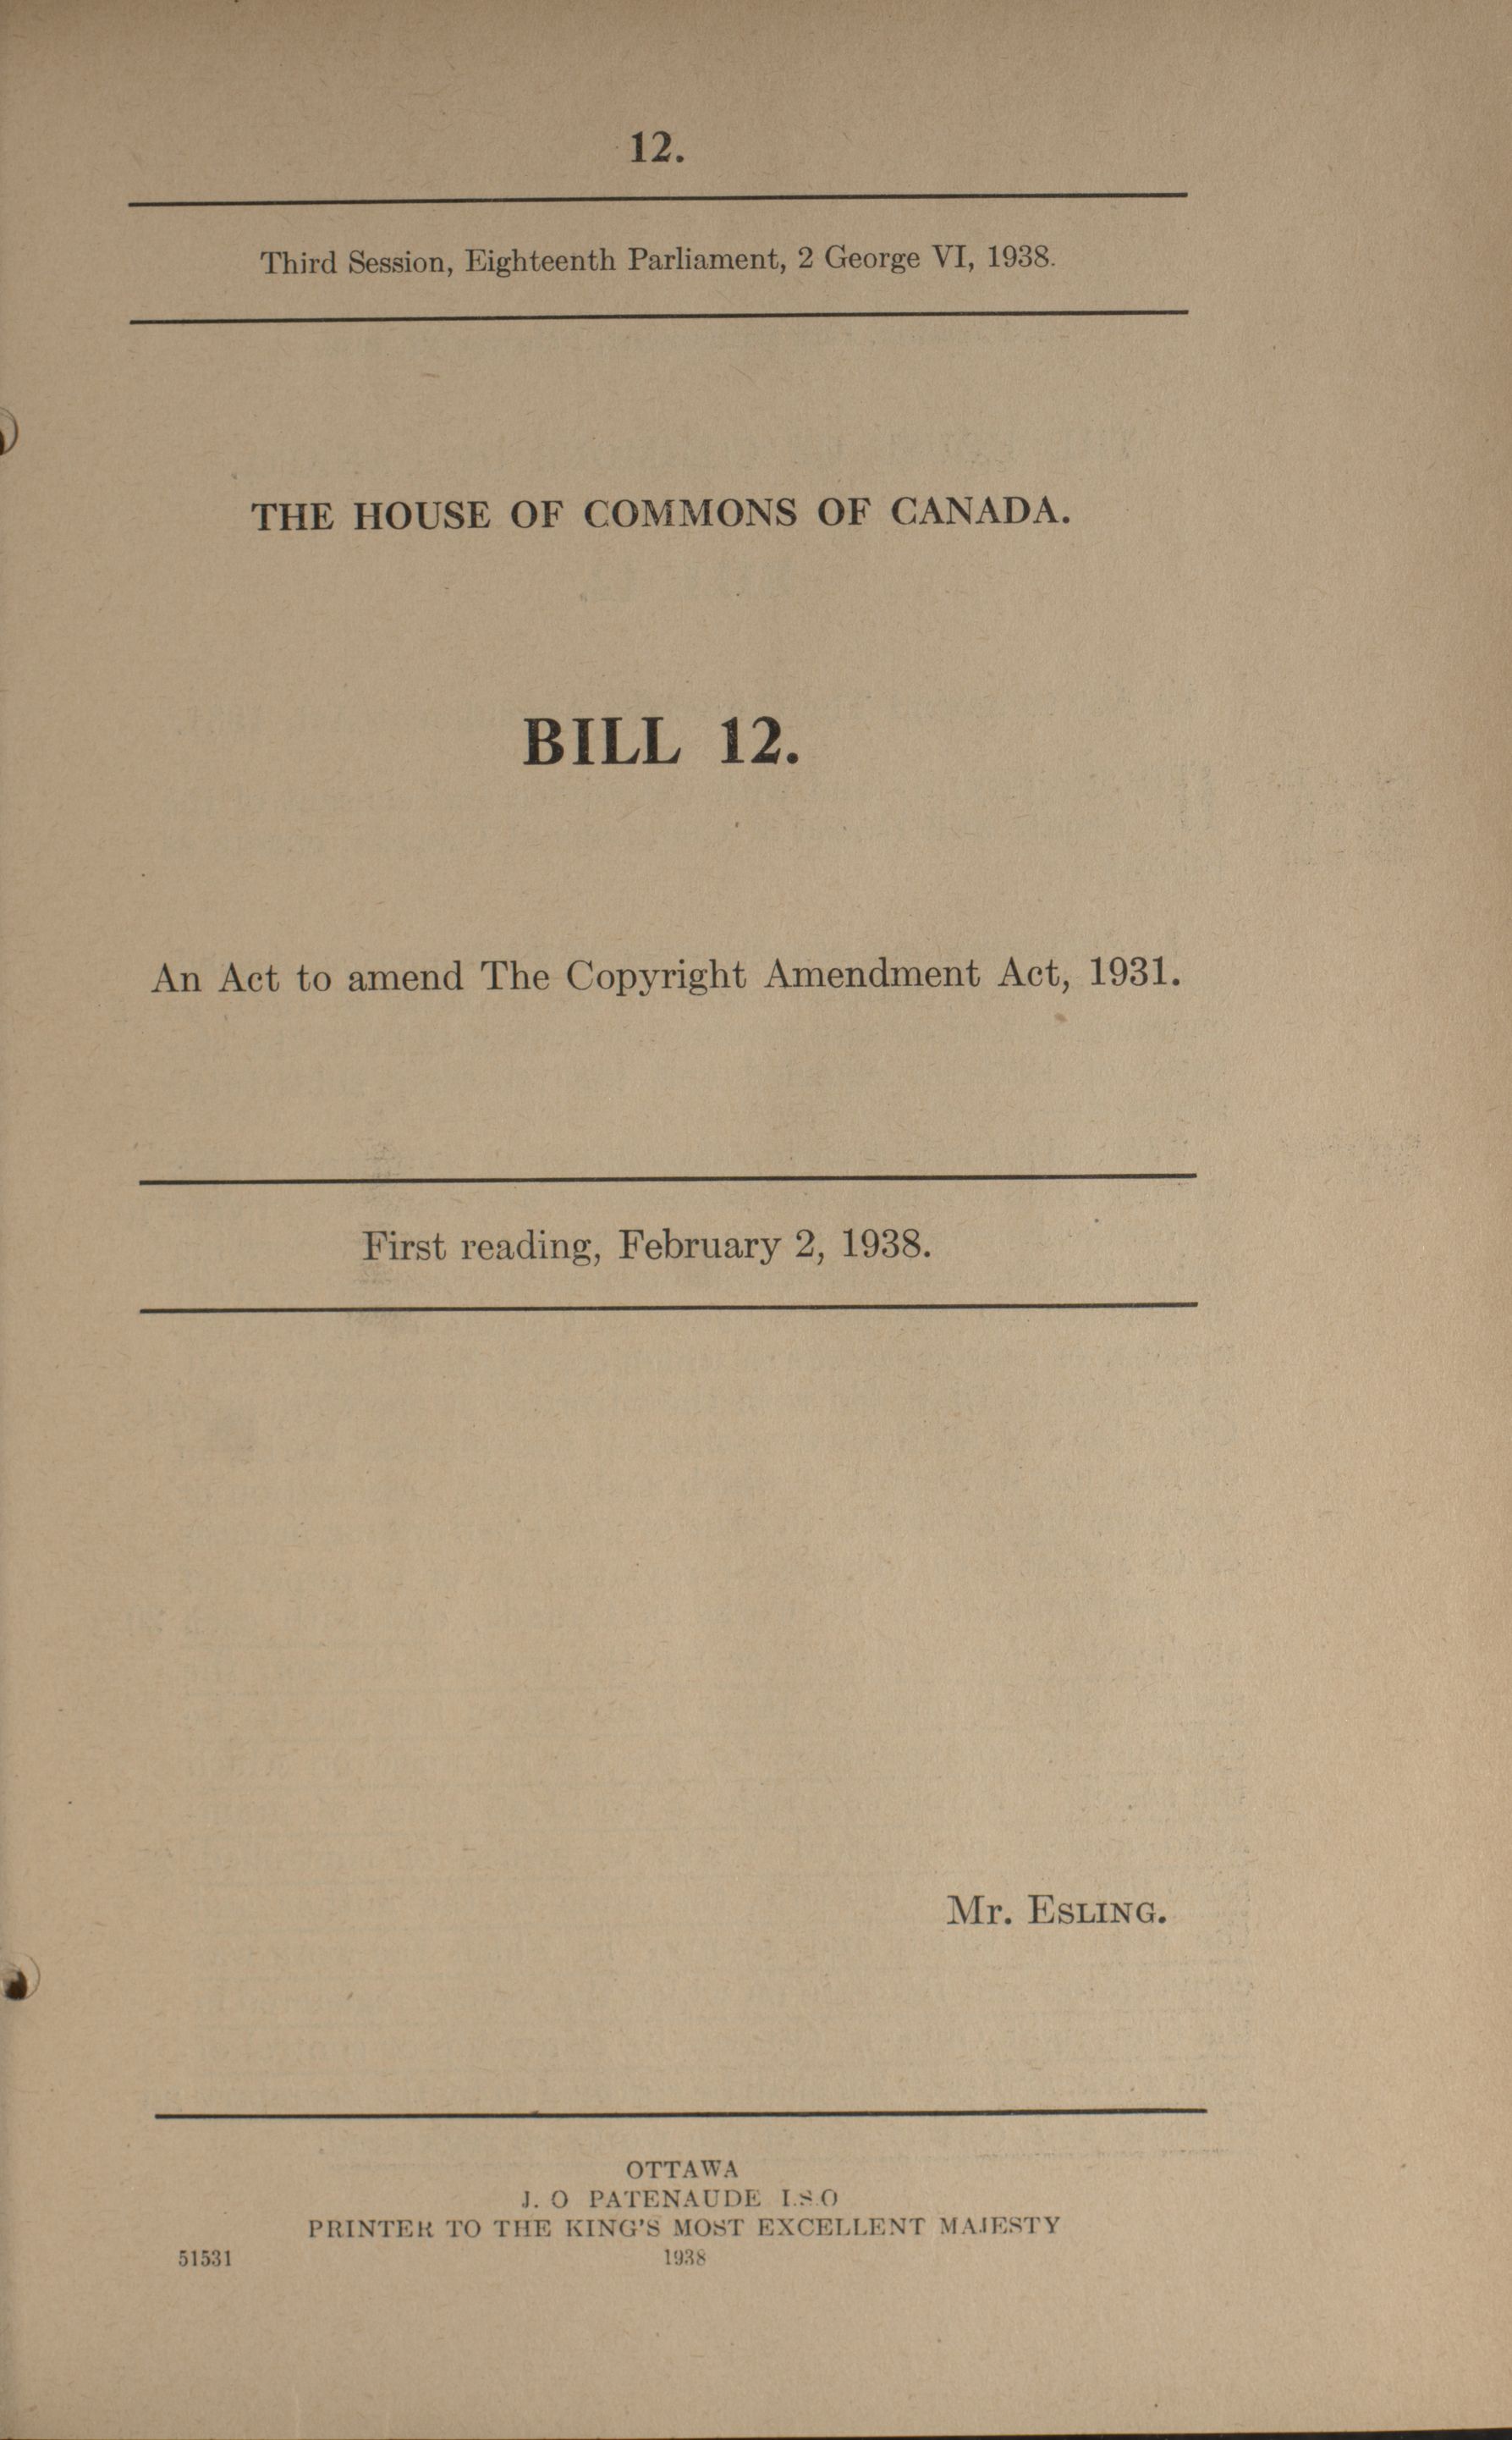 12.
Third Session, Eighteenth Parliament, 2 George VI, 1938.
THE HOUSE OF COMMONS OF CANADA.
BILL 12.
An Act to amend The Copyright Amendment Act, 1931.
First reading, February 2, 1938.
Mr. ESLING.
OTTAWA
J. O PATENAUDE I.S.O
PRINTER TO THE KING'S MOST EXCELLENT MAJESTY
51531 1938